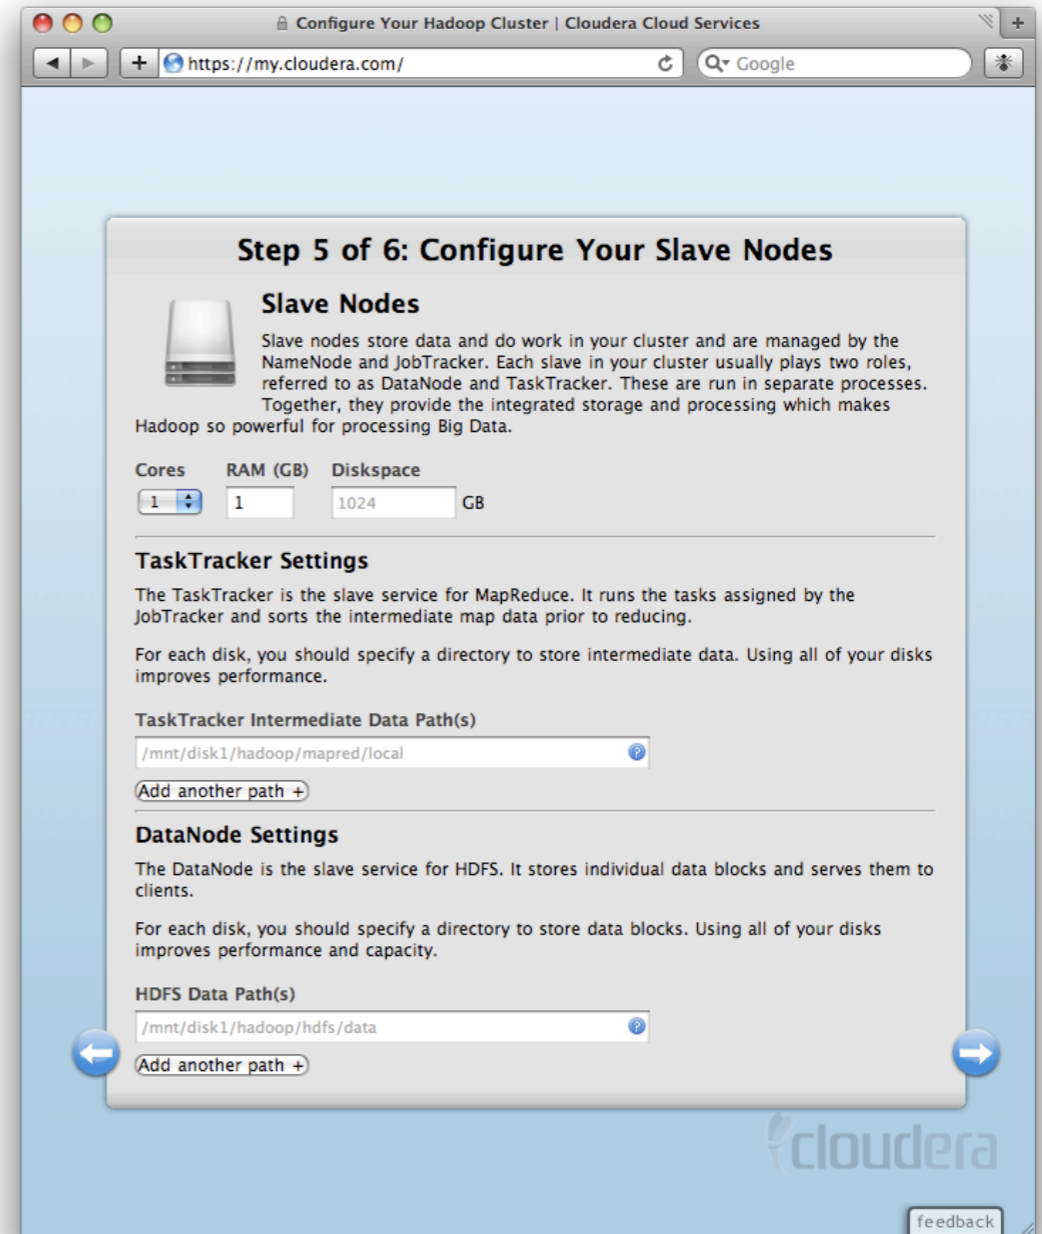 Configure Your Hadoop Cluster | Cloudera Cloud Services
https://my.cloudera.com/
Google
Step 5 of 6: Configure Your Slave Nodes
Slave Nodes
Slave nodes store data and do work in your cluster and are managed by the
NameNode and JobTracker. Each slave in your cluster usually plays two roles,
referred to as DataNode and TaskTracker. These are run in separate processes.
Together, they provide the integrated storage and processing which makes
Hadoop so powerful for processing Big Data.
Cores RAM (GB) Diskspace
1 1 1024 GB
TaskTracker Settings
The TaskTracker is the slave service for MapReduce. It runs the tasks assigned by the
JobTracker and sorts the intermediate map data prior to reducing.
For each disk, you should specify a directory to store intermediate data. Using all of your disks
improves performance.
TaskTracker Intermediate Data Path(s)
/mnt/disk1/hadoop/mapred/local
Add another path +
DataNode Settings
The DataNode is the slave service for HDFS. It stores individual data blocks and serves them to
clients.
For each disk, you should specify a directory to store data blocks. Using all of your disks
improves performance and capacity.
HDFS Data Path(s)
/mnt/disk1/hadoop/hdfs/data
Add another path +
cloudera
feedback